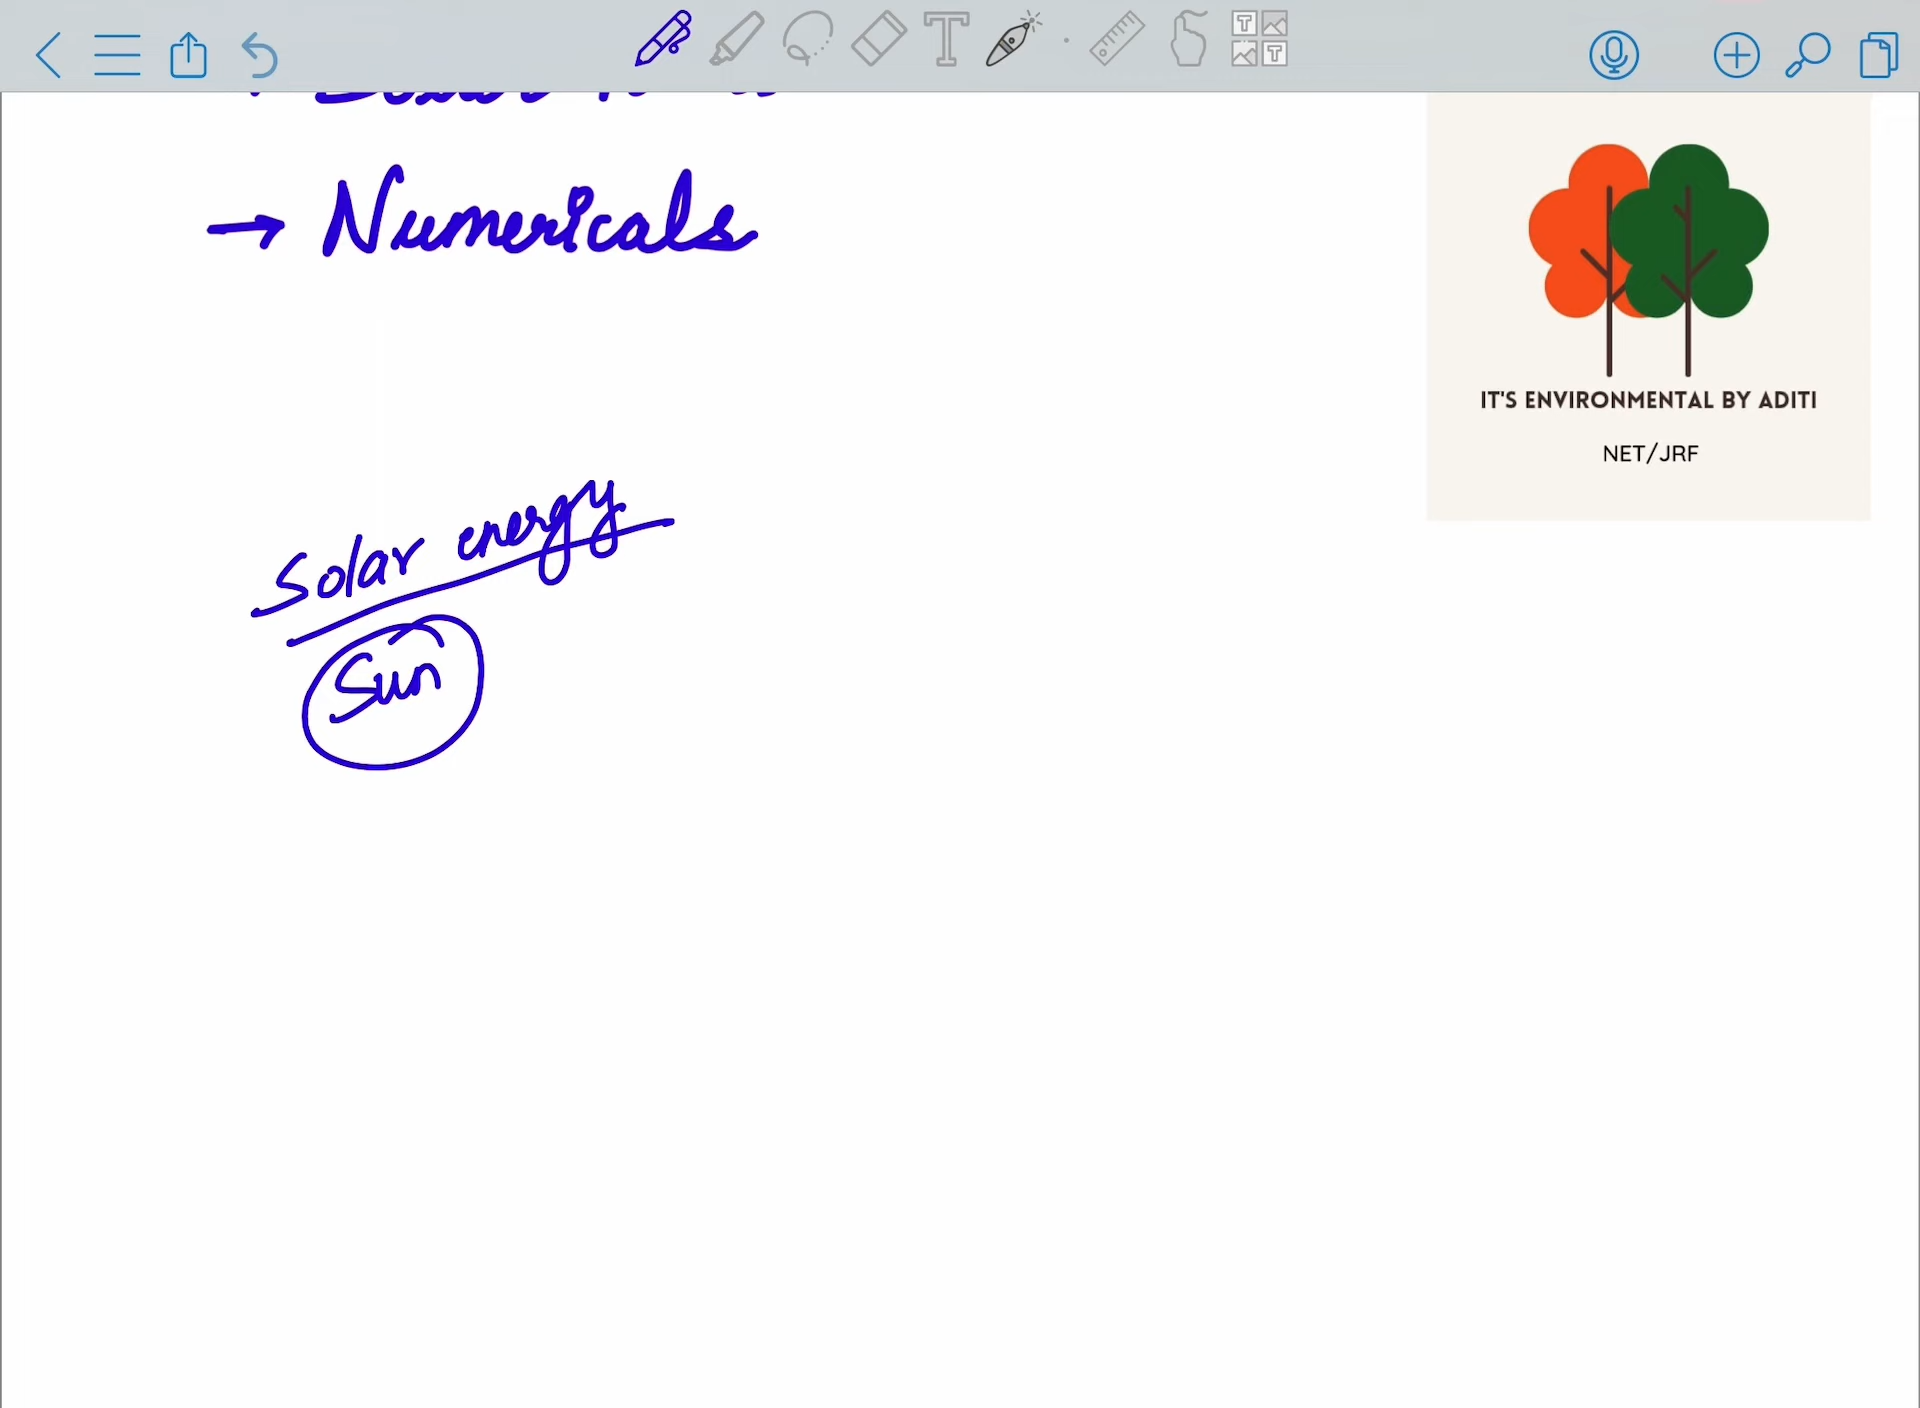 → Numericals
IT'S ENVIRONMENTAL BY ADITI
NET/JRF
Solar energy
Sun